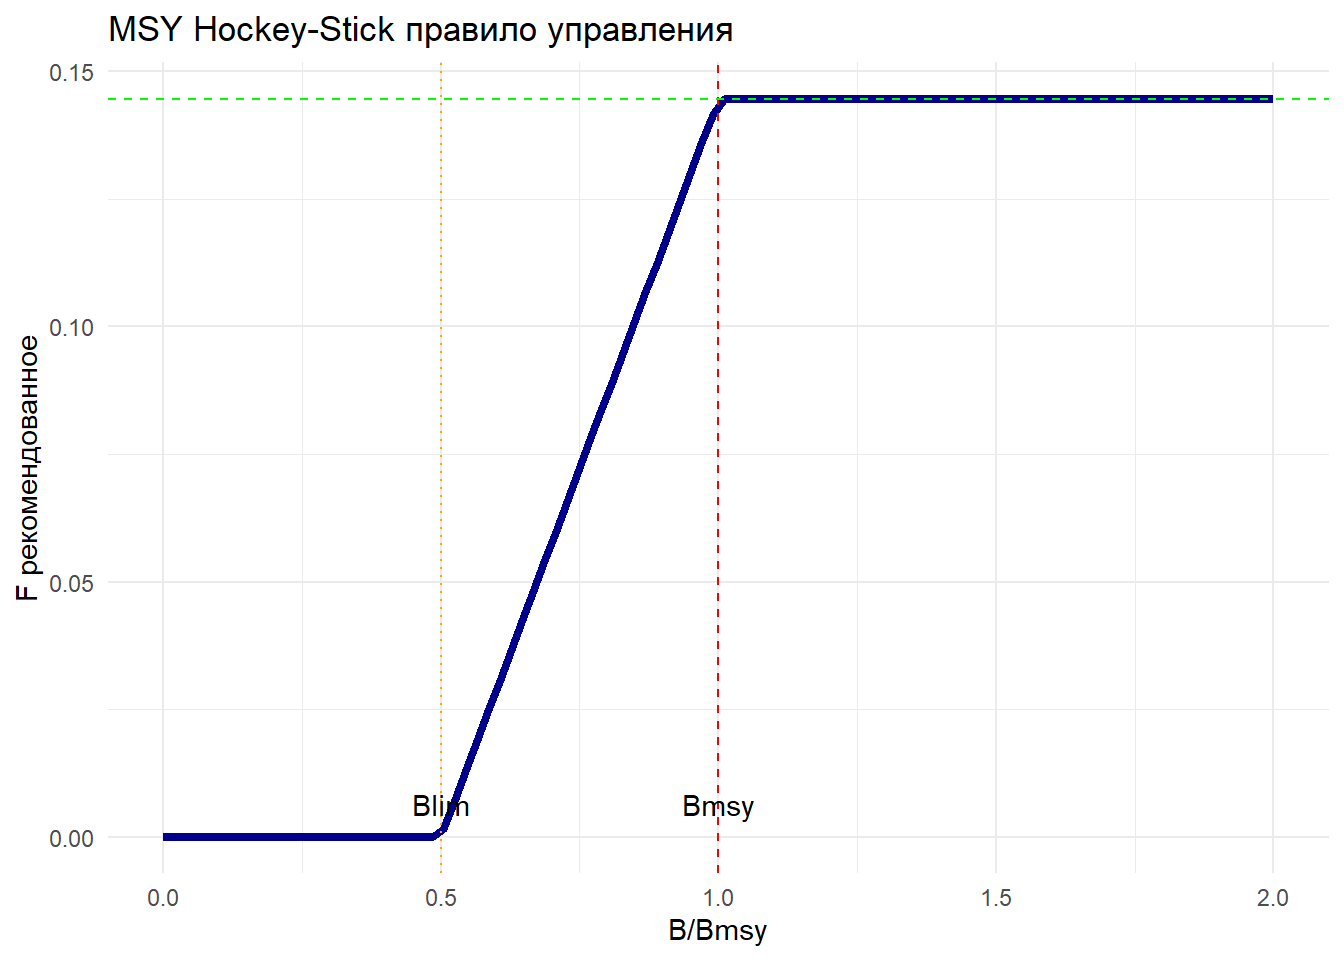 MSY Hockey-Stick правило управления
F рекомендованное
0.15
0.10
0.05
0.00
Blim
Bmsy
0.0
0.5
1.0
1.5
2.0
B/Bmsy